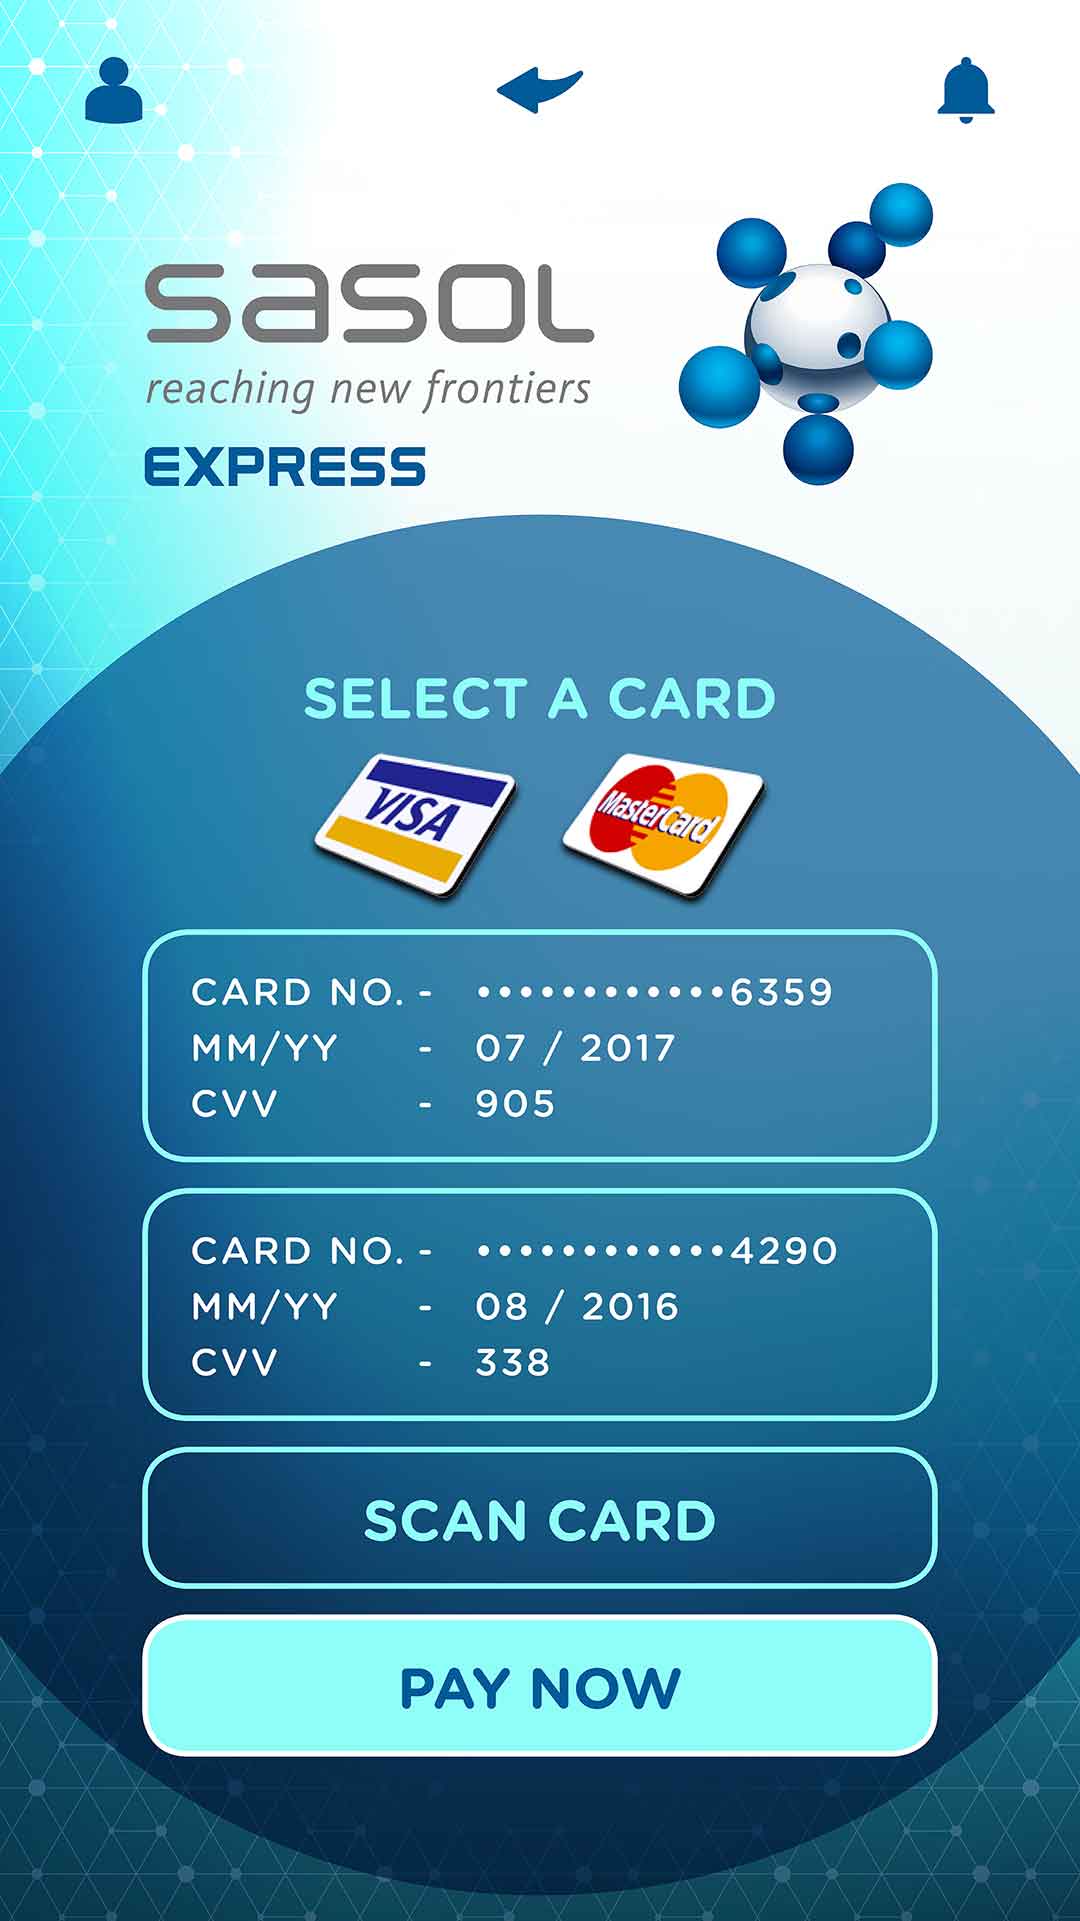 sasol
reaching new frontiers
EXPRESS
SELECT A CARD
VISA MasterCard
CARD NO. - ••••••••••••6359
MM/YY - 07 / 2017
CVV - 905
CARD NO. - ••••••••••••4290
MM/YY - 08 / 2016
CVV - 338
SCAN CARD
PAY NOW